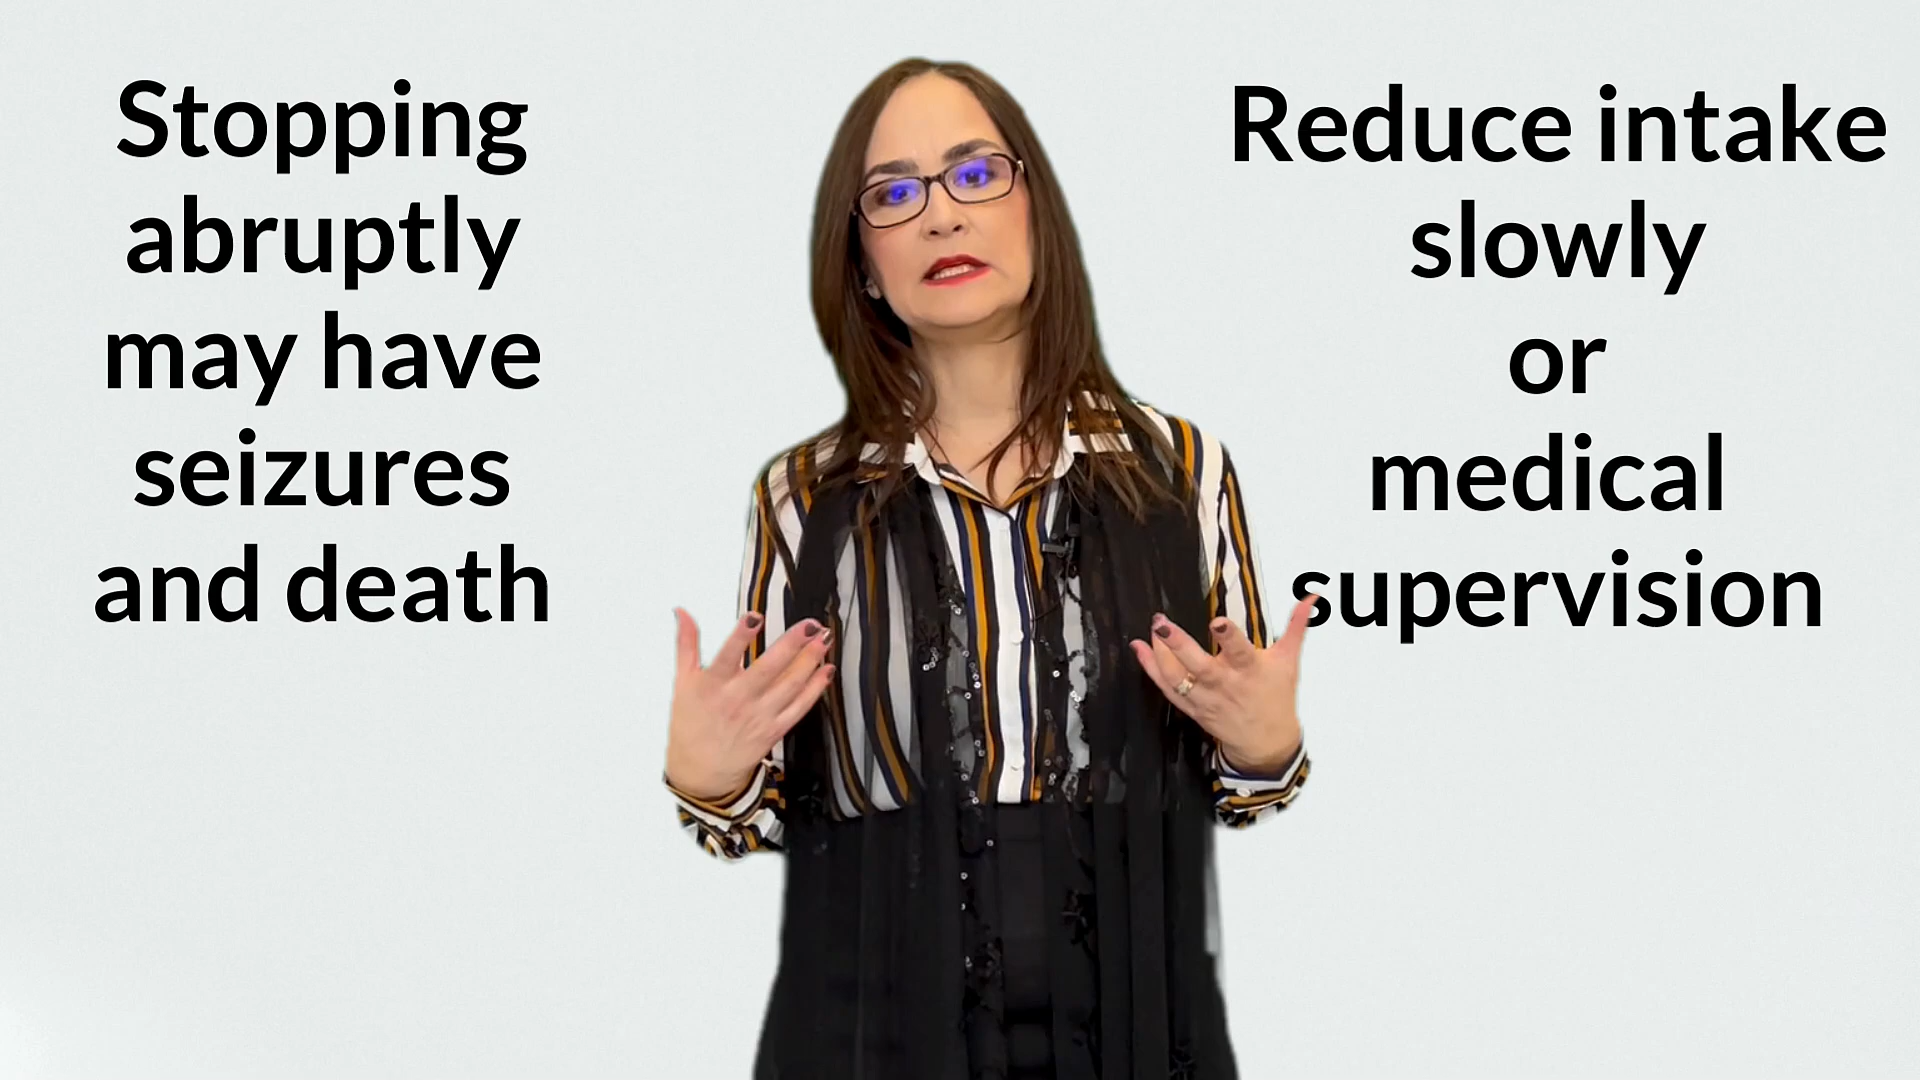 Stopping
abruptly
may have
seizures
and death
Reduce intake
slowly
or
medical
supervision